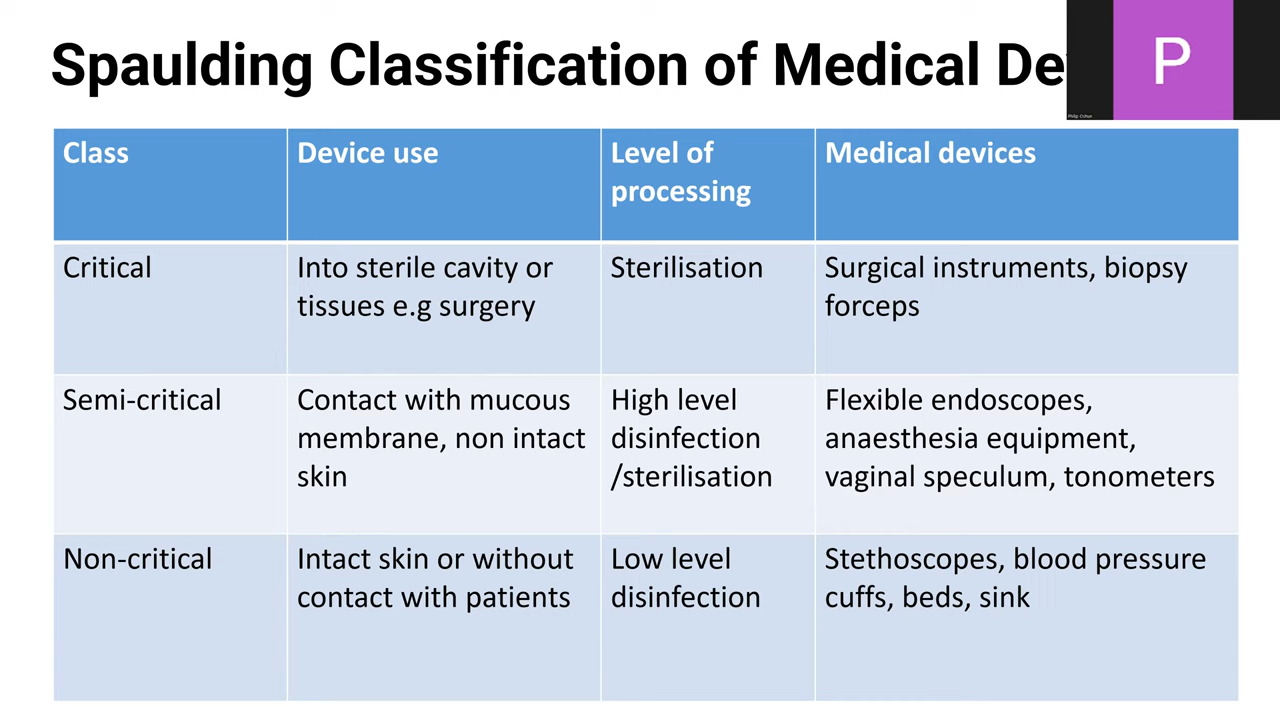 Spaulding Classification of Medical De
P
Class
Device use
Level of
processing
Medical devices
Critical
Into sterile cavity or
tissues e.g surgery
Sterilisation
Surgical instruments, biopsy
forceps
Semi-critical
Contact with mucous
membrane, non intact
skin
High level
disinfection
/sterilisation
Flexible endoscopes,
anaesthesia equipment,
vaginal speculum, tonometers
Non-critical
Intact skin or without
contact with patients
Low level
disinfection
Stethoscopes, blood pressure
cuffs, beds, sink